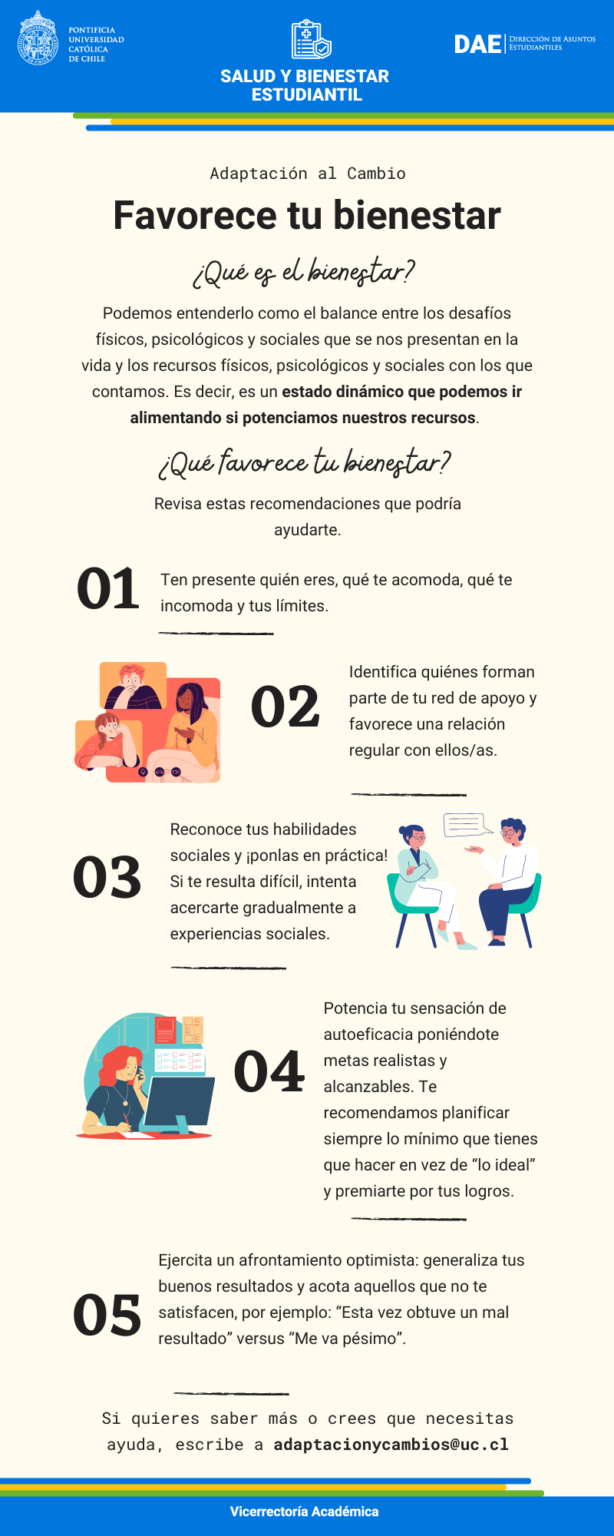 PONTIFICIA
UNIVERSIDAD
CATÓLICA
DE CHILE
SALUD Y BIENESTAR
ESTUDIANTIL
DAE
DIRECCIÓN DE ASUNTOS
ESTUDIANTILES
Adaptación al Cambio
Favorece tu bienestar
¿Qué es el bienestar?
Podemos entenderlo como el balance entre los desafíos
físicos, psicológicos y sociales que se nos presentan en la
vida y los recursos físicos, psicológicos y sociales con los que
contamos. Es decir, es un estado dinámico que podemos ir
alimentando si potenciamos nuestros recursos.
¿Qué favorece tu bienestar?
Revisa estas recomendaciones que podría
ayudarte.
01
Ten presente quién eres, qué te acomoda, qué te
incomoda y tus límites.
02
Identifica quiénes forman
parte de tu red de apoyo y
favorece una relación
regular con ellos/as.
03
Reconoce tus habilidades
sociales y ¡ponlas en práctica!
Si te resulta difícil, intenta
acercarte gradualmente a
experiencias sociales.
04
Potencia tu sensación de
autoeficacia poniéndote
metas realistas y
alcanzables. Te
recomendamos planificar
siempre lo mínimo que tienes
que hacer en vez de “lo ideal”
y premiarte por tus logros.
05
Ejercita un afrontamiento optimista: generaliza tus
buenos resultados y acota aquellos que no te
satisfacen, por ejemplo: “Esta vez obtuve un mal
resultado” versus “Me va pésimo”.
Si quieres saber más o crees que necesitas
ayuda, escribe a adaptacionycambios@uc.cl
Vicerrectoría Académica